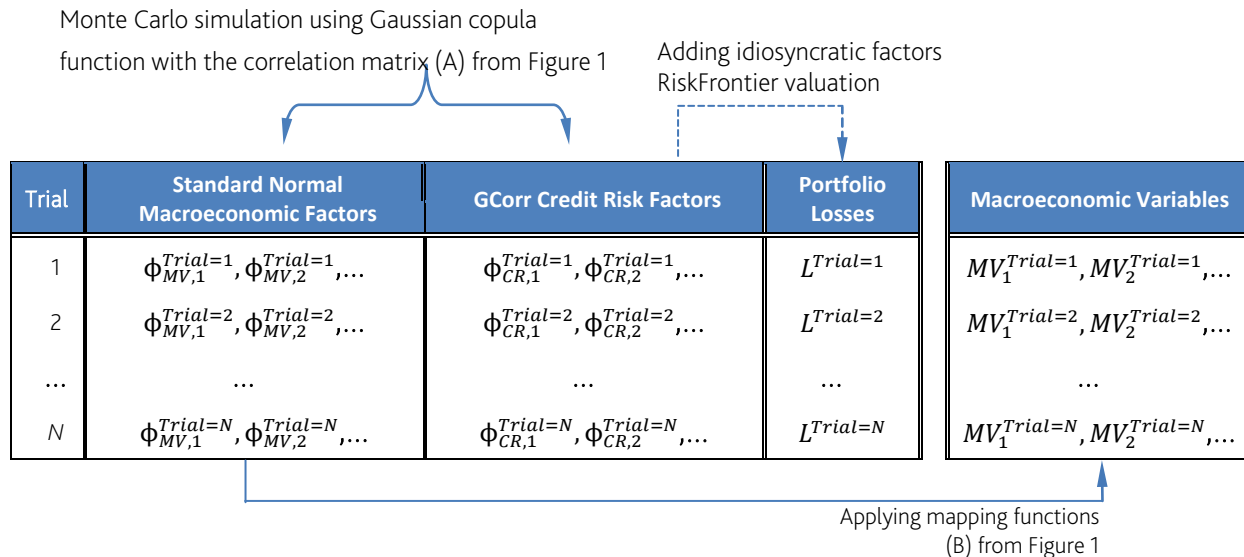 Monte Carlo simulation using Gaussian copula
function with the correlation matrix (A) from Figure 1
Adding idiosyncratic factors
RiskFrontier valuation
Trial | Standard Normal Macroeconomic Factors | GCorr Credit Risk Factors | Portfolio Losses | Macroeconomic Variables
1 | ϕ_{MV,1}^{Trial=1}, ϕ_{MV,2}^{Trial=1},… | ϕ_{CR,1}^{Trial=1}, ϕ_{CR,2}^{Trial=1},… | L^{Trial=1} | MV_1^{Trial=1}, MV_2^{Trial=1},…
2 | ϕ_{MV,1}^{Trial=2}, ϕ_{MV,2}^{Trial=2},… | ϕ_{CR,1}^{Trial=2}, ϕ_{CR,2}^{Trial=2},… | L^{Trial=2} | MV_1^{Trial=2}, MV_2^{Trial=2},…
… | … | … | … | …
N | ϕ_{MV,1}^{Trial=N}, ϕ_{MV,2}^{Trial=N},… | ϕ_{CR,1}^{Trial=N}, ϕ_{CR,2}^{Trial=N},… | L^{Trial=N} | MV_1^{Trial=N}, MV_2^{Trial=N},…
Applying mapping functions
(B) from Figure 1